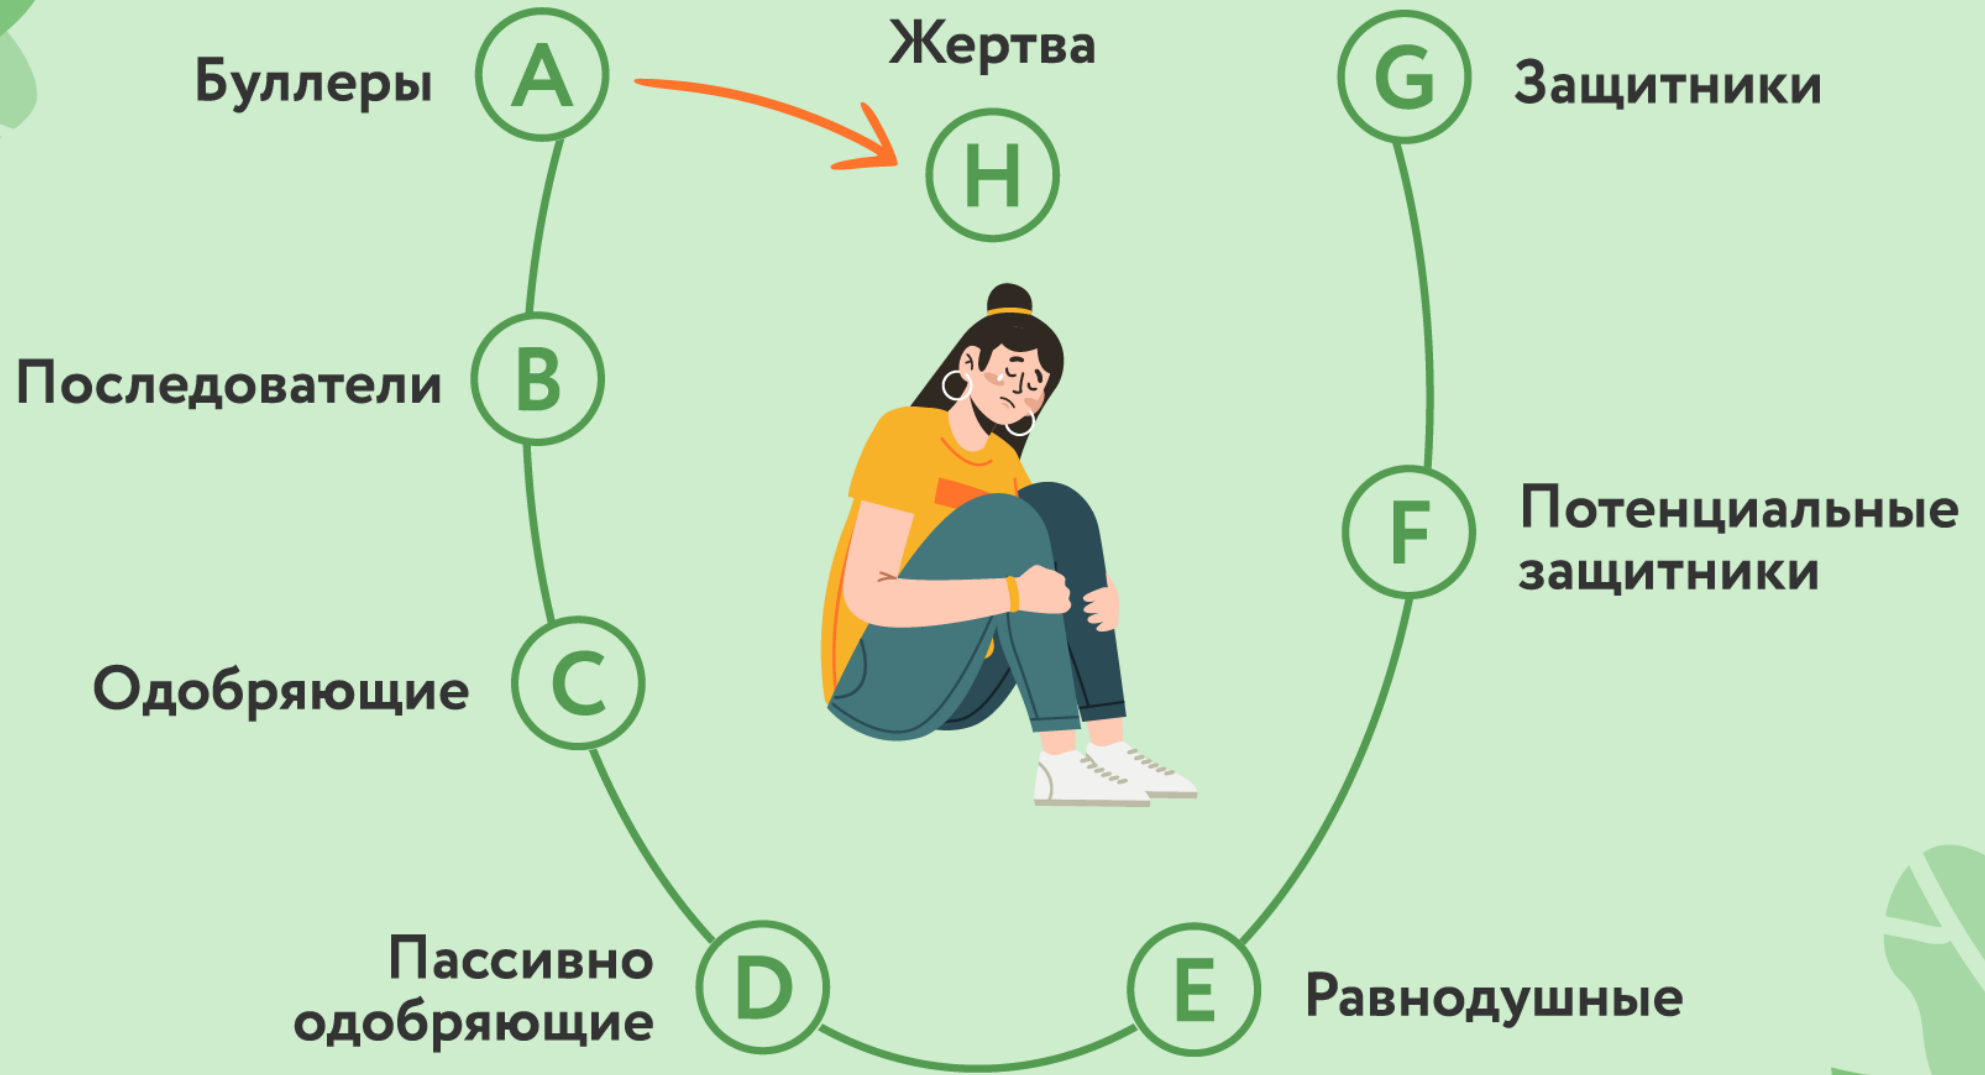 Буллеры
A
Жертва
H
G
Защитники
Последователи
B
F
Потенциальные
защитники
Одобряющие
C
Пассивно
одобряющие
D
E
Равнодушные